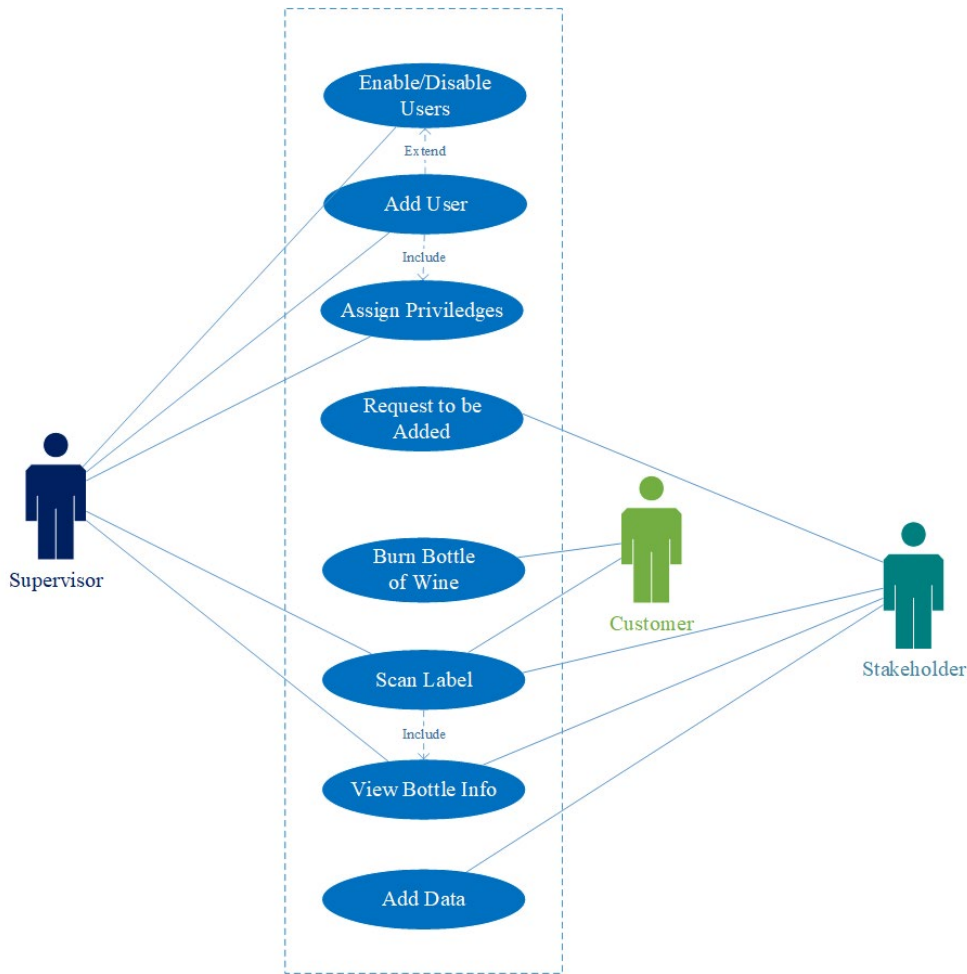 Enable/Disable
Users
Extend
Add User
Include
Assign Priviledges
Request to be
Added
Burn Bottle
of Wine
Supervisor
Customer
Stakeholder
Scan Label
Include
View Bottle Info
Add Data